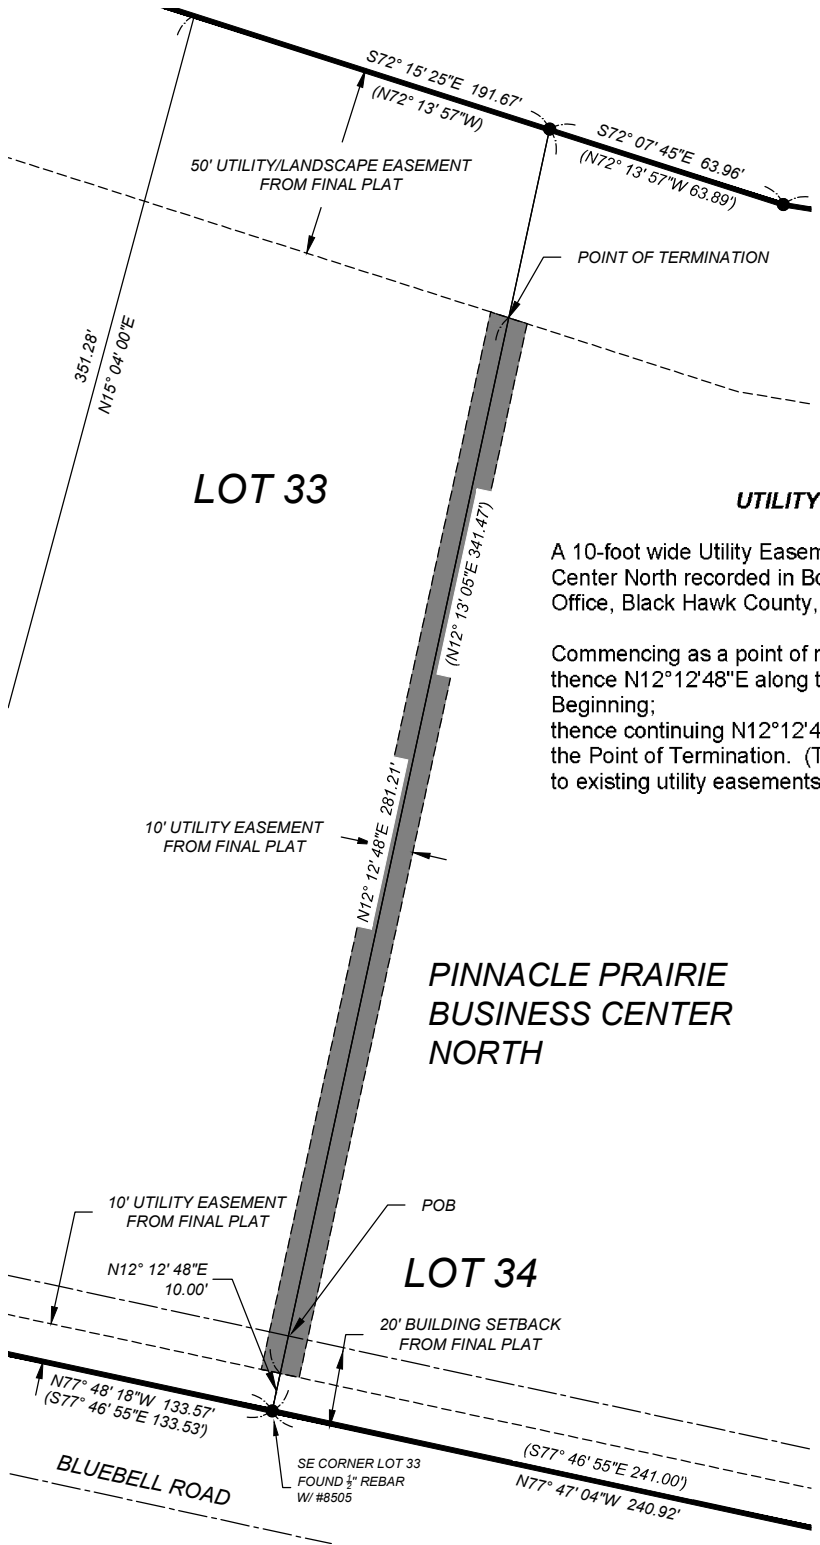 S72° 15' 25"E 191.67'
(N72° 13' 57"W)
S72° 07' 45"E 63.96'
(N72° 13' 57"W 63.89')
50' UTILITY/LANDSCAPE EASEMENT
FROM FINAL PLAT
POINT OF TERMINATION
351.28'
N15° 04' 00"E
LOT 33
(N12° 13' 05"E 341.47')
UTILITY
A 10-foot wide Utility Easem
Center North recorded in Bo
Office, Black Hawk County,
Commencing as a point of r
thence N12°12'48"E along t
Beginning;
thence continuing N12°12'4
the Point of Termination. (T
to existing utility easements
10' UTILITY EASEMENT
FROM FINAL PLAT
N12° 12' 48"E 281.21'
PINNACLE PRAIRIE
BUSINESS CENTER
NORTH
10' UTILITY EASEMENT
FROM FINAL PLAT
POB
N12° 12' 48"E
10.00'
LOT 34
20' BUILDING SETBACK
FROM FINAL PLAT
N77° 48' 18"W 133.57'
(S77° 46' 55"E 133.53')
BLUEBELL ROAD
SE CORNER LOT 33
FOUND ½" REBAR
W/ #8505
(S77° 46' 55"E 241.00')
N77° 47' 04"W 240.92'